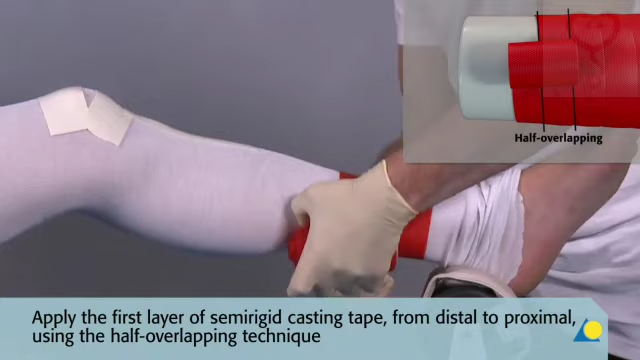 Half-overlapping
Apply the first layer of semirigid casting tape, from distal to proximal,
using the half-overlapping technique